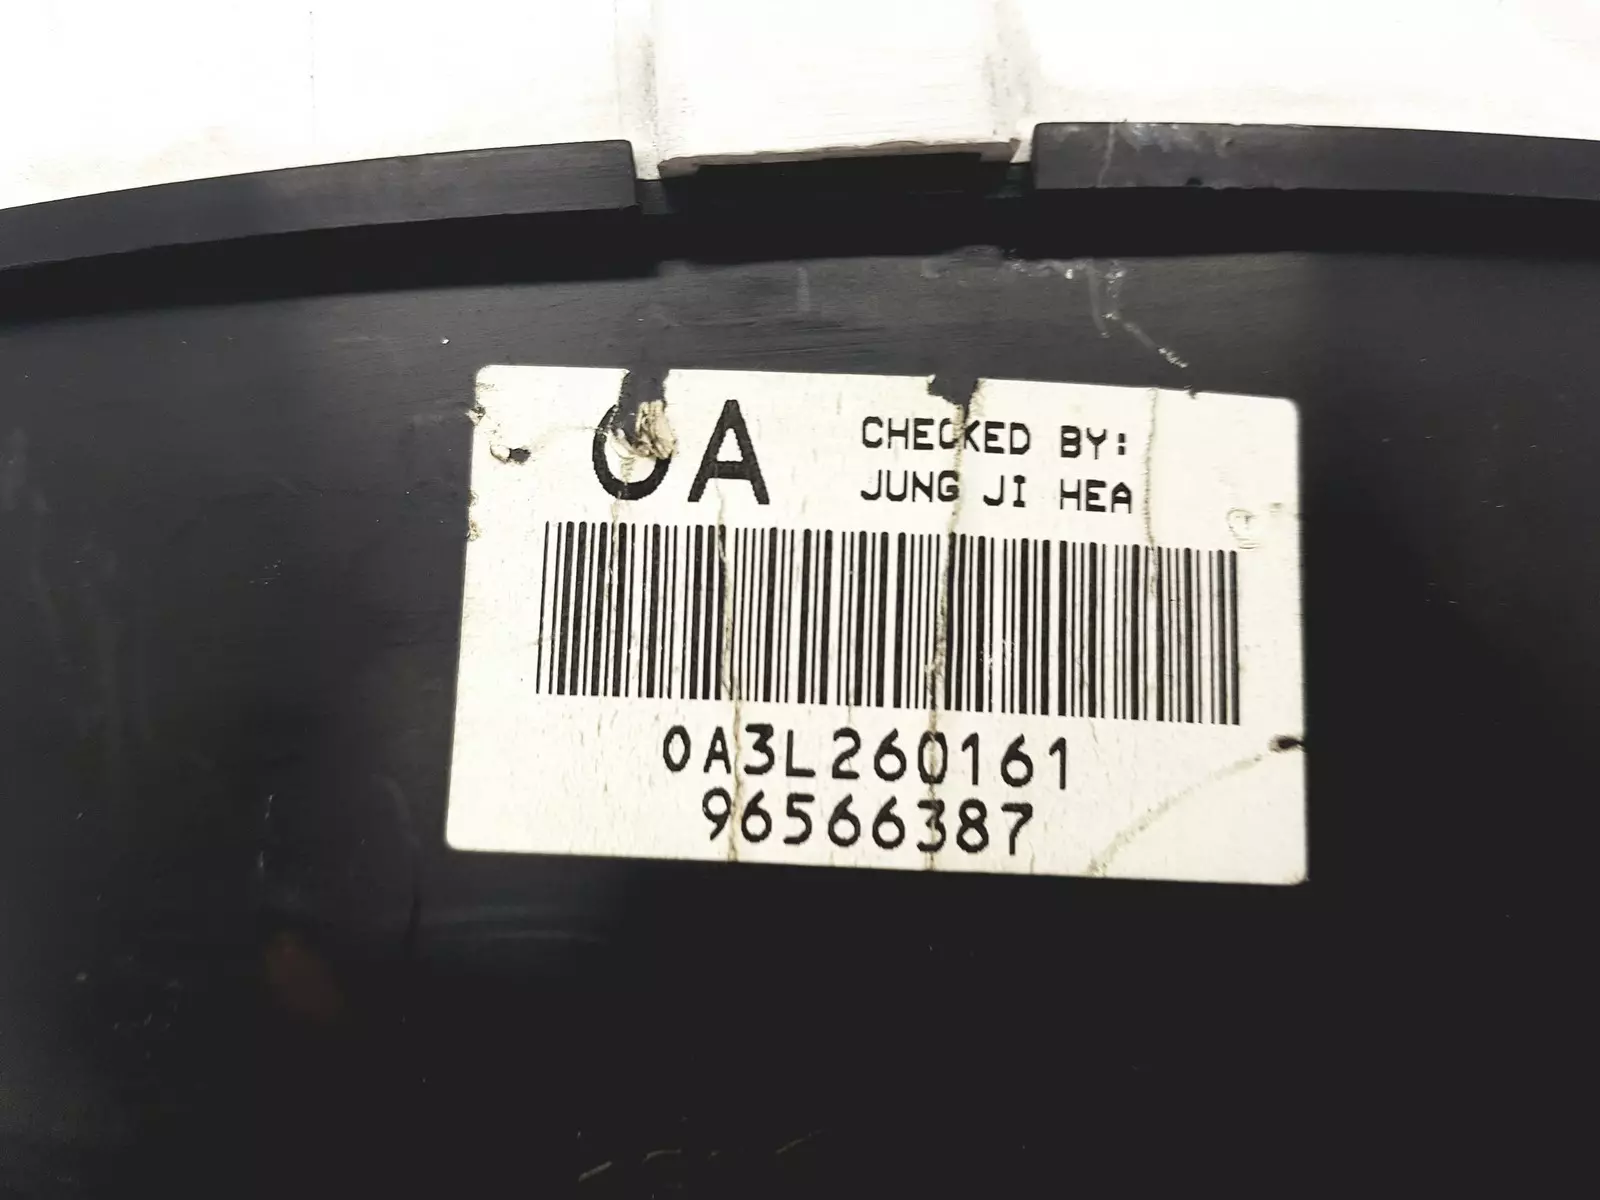 0A
CHECKED BY:
JUNG JI HEA
0A3L260161
96566387